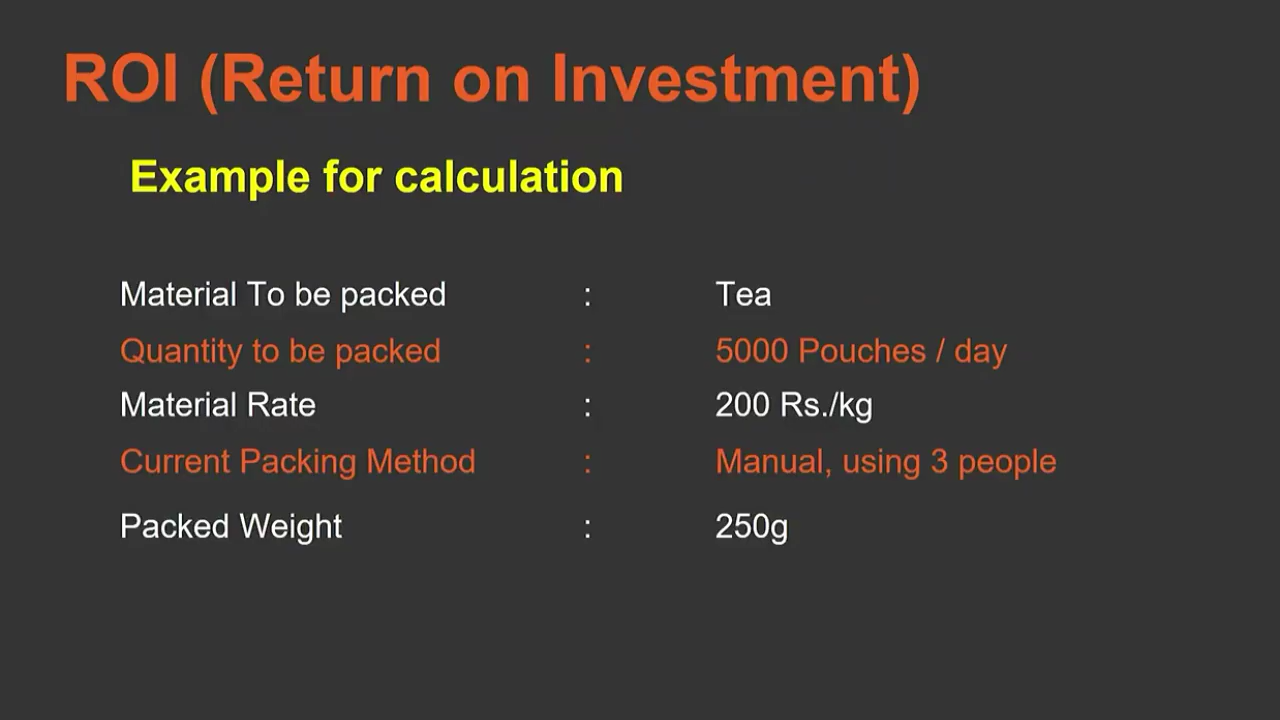 ROI (Return on Investment)
Example for calculation
Material To be packed : Tea
Quantity to be packed : 5000 Pouches / day
Material Rate : 200 Rs./kg
Current Packing Method : Manual, using 3 people
Packed Weight : 250g